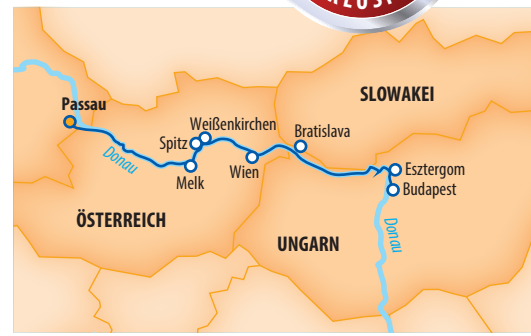 SLOWAKEI
Passau
Weißenkirchen
Bratislava
Spitz
Donau
Wien
Esztergom
Melk
Budapest
ÖSTERREICH
UNGARN
Donau